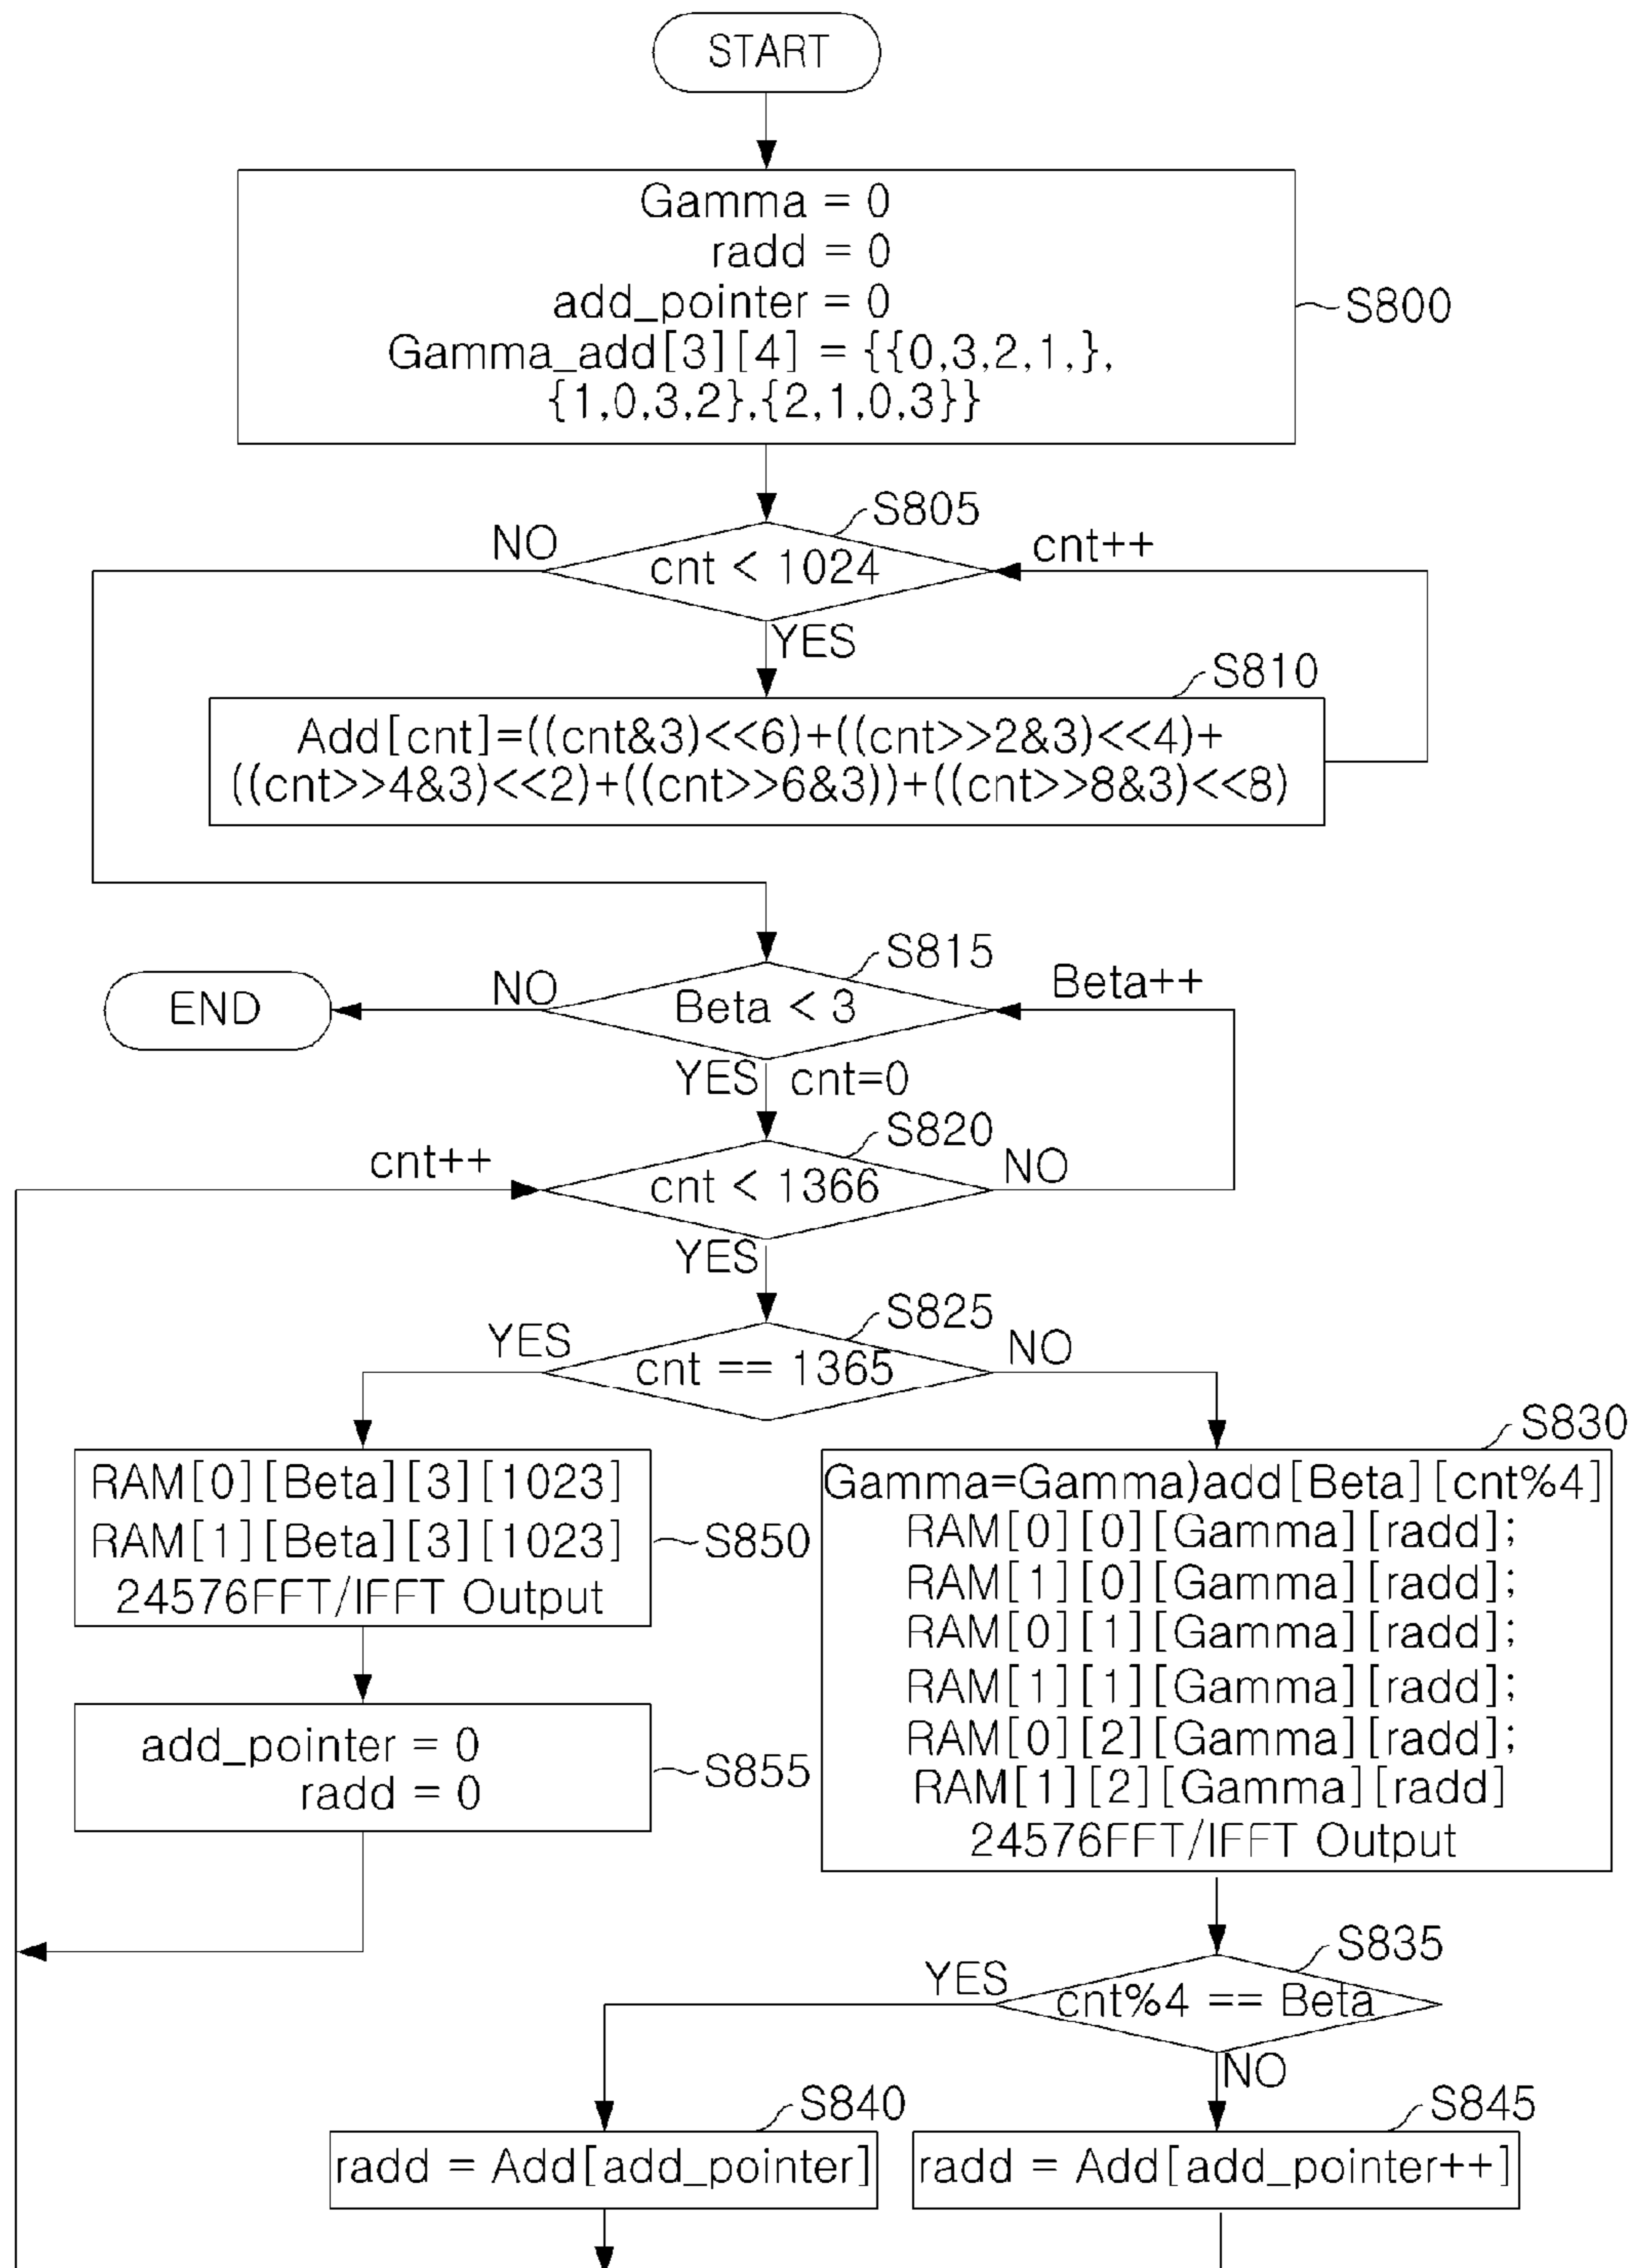 START
Gamma = 0
radd = 0
add_pointer = 0
Gamma_add[3][4] = {{0,3,2,1,},
{1,0,3,2},{2,1,0,3}}
S800
S805
NO
cnt < 1024
cnt++
YES
S810
Add[cnt]=((cnt&3)<<6)+((cnt>>2&3)<<4)+
((cnt>>4&3)<<2)+((cnt>>6&3))+((cnt>>8&3)<<8)
S815
END
NO
Beta < 3
Beta++
YES cnt=0
S820
cnt++
cnt < 1366
NO
YES
S825
YES
cnt == 1365
NO
S830
RAM[0][Beta][3][1023]
RAM[1][Beta][3][1023]
24576FFT/IFFT Output
S850
Gamma=Gamma)add[Beta][cnt%4]
RAM[0][0][Gamma][radd];
RAM[1][0][Gamma][radd];
RAM[0][1][Gamma][radd];
RAM[1][1][Gamma][radd];
RAM[0][2][Gamma][radd];
RAM[1][2][Gamma][radd]
24576FFT/IFFT Output
add_pointer = 0
radd = 0
S855
S835
YES
cnt%4 == Beta
NO
S840
S845
radd = Add[add_pointer]
radd = Add[add_pointer++]